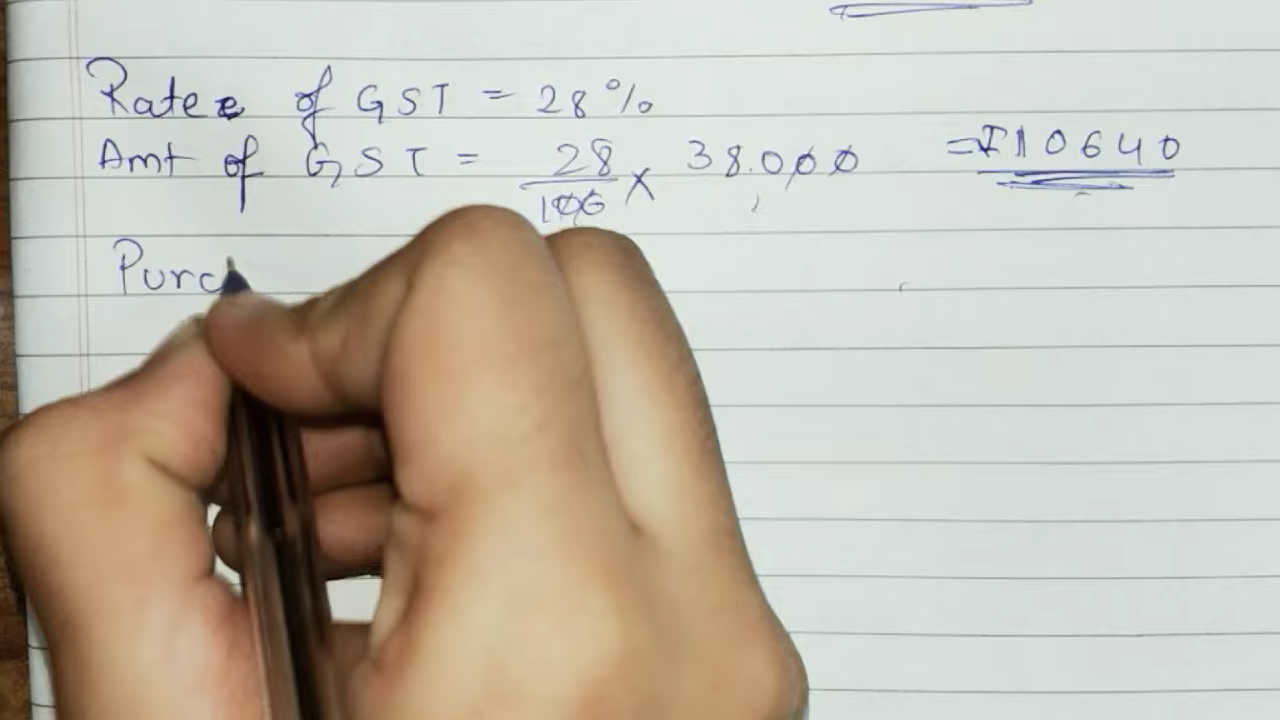 Rate of GST = 28%
Amt of GST = 28/100 × 38,000 = ₹10640
Purc